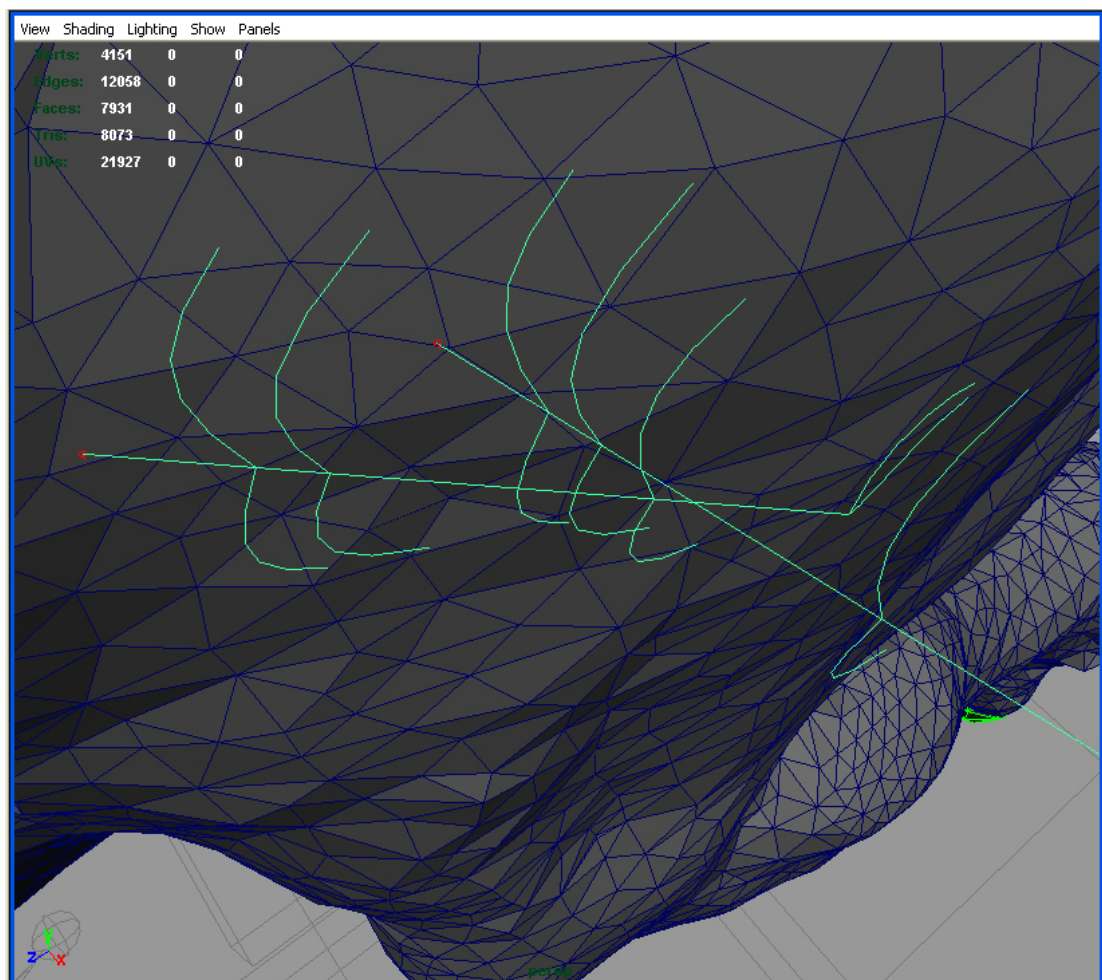 View Shading Lighting Show Panels
Verts: 4151 0 0
Edges: 12058 0 0
Faces: 7931 0 0
Tris: 8073 0 0
UVs: 21927 0 0
Y
Z X
persp